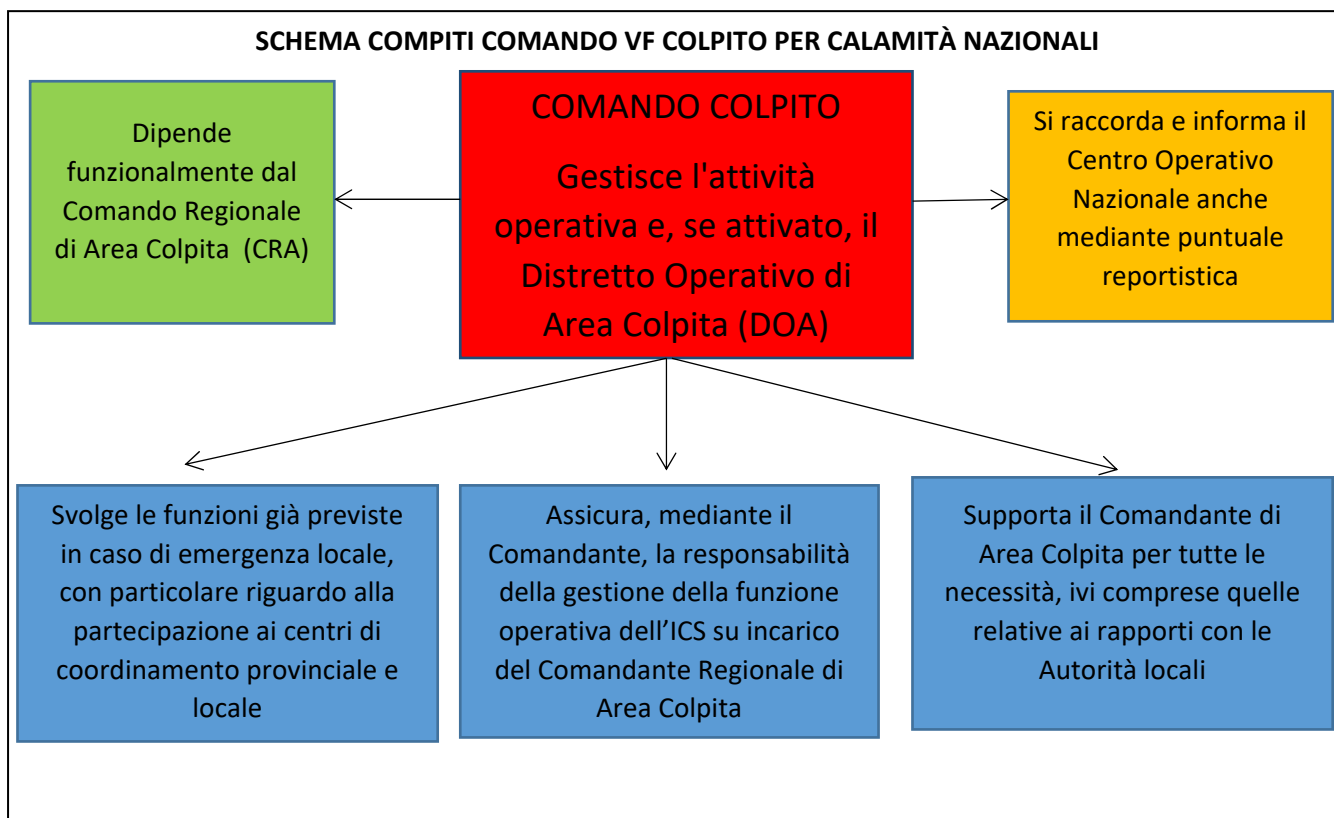 SCHEMA COMPITI COMANDO VF COLPITO PER CALAMITÀ NAZIONALI
Dipende
funzionalmente dal
Comando Regionale
di Area Colpita (CRA)
COMANDO COLPITO
Gestisce l'attività
operativa e, se attivato, il
Distretto Operativo di
Area Colpita (DOA)
Si raccorda e informa il
Centro Operativo
Nazionale anche
mediante puntuale
reportistica
Svolge le funzioni già previste
in caso di emergenza locale,
con particolare riguardo alla
partecipazione ai centri di
coordinamento provinciale e
locale
Assicura, mediante il
Comandante, la responsabilità
della gestione della funzione
operativa dell’ICS su incarico
del Comandante Regionale di
Area Colpita
Supporta il Comandante di
Area Colpita per tutte le
necessità, ivi comprese quelle
relative ai rapporti con le
Autorità locali